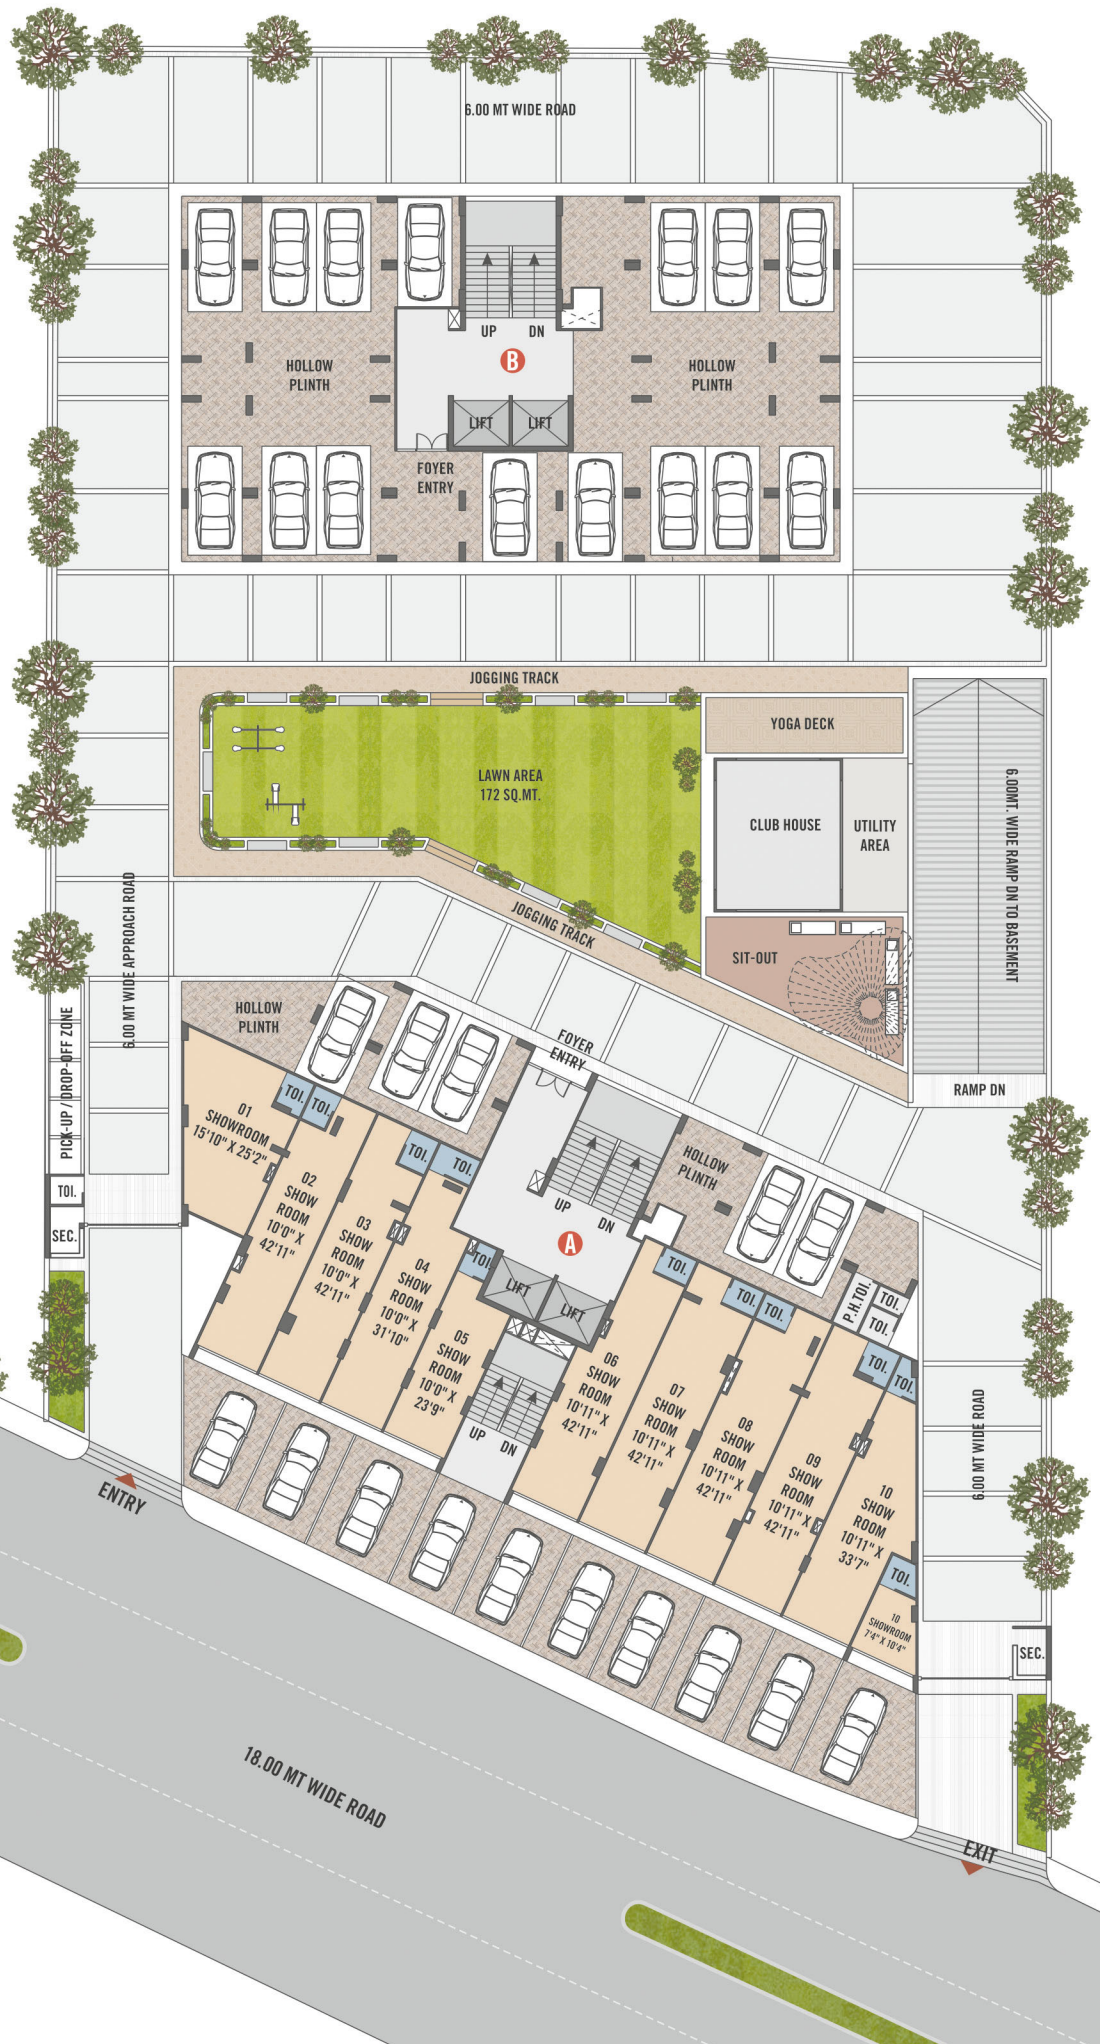 6.00 MT WIDE ROAD
UP
DN
B
HOLLOW
PLINTH
HOLLOW
PLINTH
LIFT
LIFT
FOYER
ENTRY
JOGGING TRACK
YOGA DECK
LAWN AREA
172 SQ.MT.
CLUB HOUSE
UTILITY
AREA
6.00MT. WIDE RAMP DN TO BASEMENT
6.00 MT WIDE APPROACH ROAD
JOGGING TRACK
SIT-OUT
RAMP DN
PICK-UP / DROP-OFF ZONE
TOI.
SEC.
HOLLOW
PLINTH
FOYER
ENTRY
01
SHOWROOM
15'10" X 25'2"
TOI.
TOI.
02
SHOW
ROOM
10'0" X
42'11"
03
SHOW
ROOM
10'0" X
42'11"
TOI.
TOI.
04
SHOW
ROOM
10'0" X
31'10"
TOI.
05
SHOW
ROOM
10'0" X
23'9"
UP
DN
A
LIFT
LIFT
UP
DN
HOLLOW
PLINTH
TOI.
06
SHOW
ROOM
10'11" X
42'11"
07
SHOW
ROOM
10'11" X
42'11"
TOI.
TOI.
08
SHOW
ROOM
10'11" X
42'11"
P.H.TOI.
TOI.
TOI.
09
SHOW
ROOM
10'11" X
42'11"
TOI.
TOI.
10
SHOW
ROOM
10'11" X
33'7"
TOI.
10
SHOWROOM
7'4" X 10'4"
6.00 MT WIDE ROAD
SEC.
ENTRY
EXIT
18.00 MT WIDE ROAD